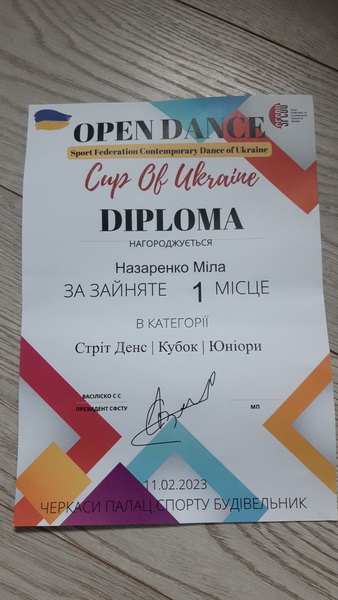 OPEN DANCE
Sport Federation Contemporary Dance of Ukraine
Cup Of Ukraine
DIPLOMA
НАГОРОДЖУЄТЬСЯ
Назаренко Міла
ЗА ЗАЙНЯТЕ 1 МІСЦЕ
В КАТЕГОРІЇ
Стріт Денс | Кубок | Юніори
ВАСІЛІСКО С С
ПРЕЗИДЕНТ СФСТУ
МП
11.02.2023
ЧЕРКАСИ ПАЛАЦ СПОРТУ БУДІВЕЛЬНИК